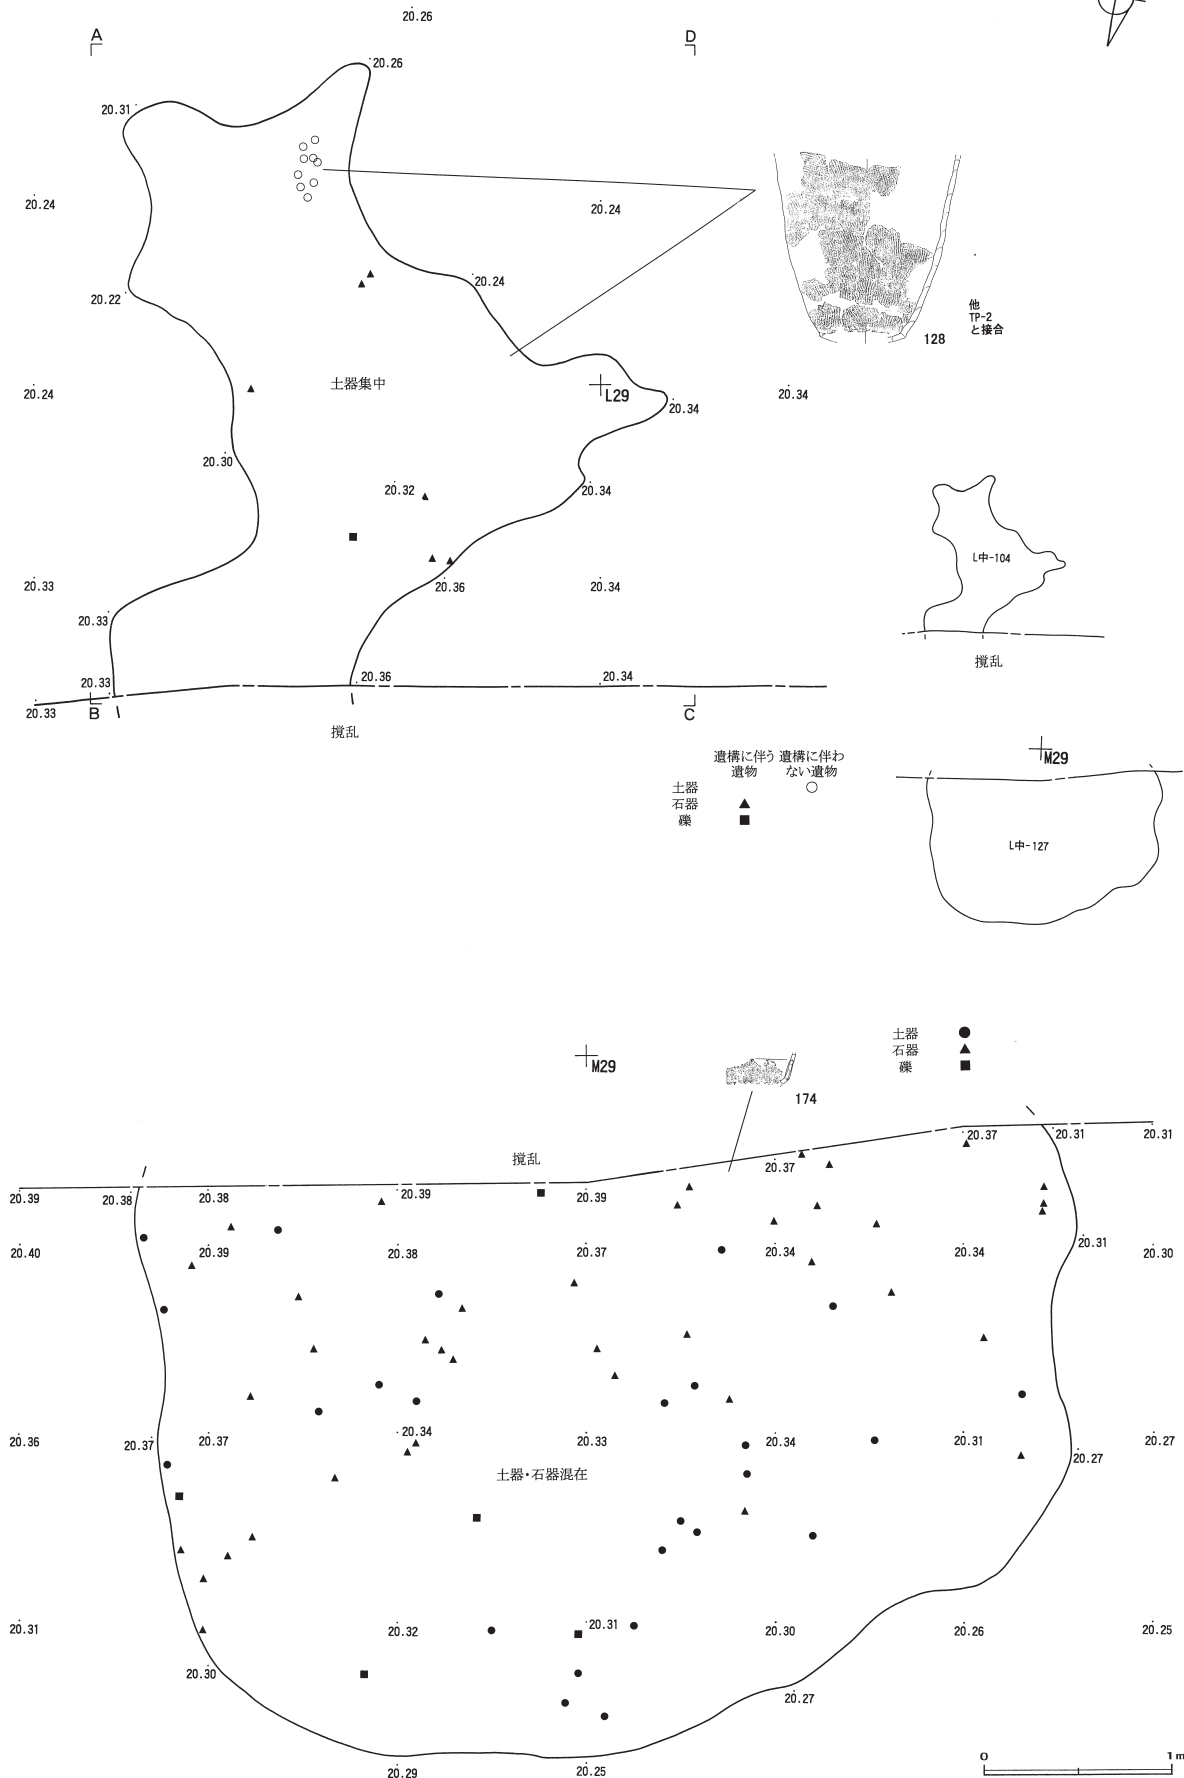 20.26
A
D
20.26
20.31
20.24
20.24
20.24
20.22
128
他
TP-2
と接合
土器集中
L29
20.24
20.34
20.34
20.30
20.32
20.34
L中-104
20.33
20.36
20.34
20.33
撹乱
20.33
20.36
20.34
20.33
B
C
撹乱
遺構に伴う 遺構に伴わ
遺物 ない遺物
土器
石器
礫
M29
L中-127
土器
石器
礫
M29
174
20.37
20.31
20.31
撹乱
20.37
20.39
20.38
20.38
20.39
20.39
20.40
20.39
20.38
20.37
20.34
20.34
20.31
20.30
20.36
20.37
20.37
20.34
20.33
20.34
20.31
20.27
20.27
土器・石器混在
20.31
20.32
20.31
20.30
20.26
20.25
20.30
20.27
20.29
20.25
0 1m